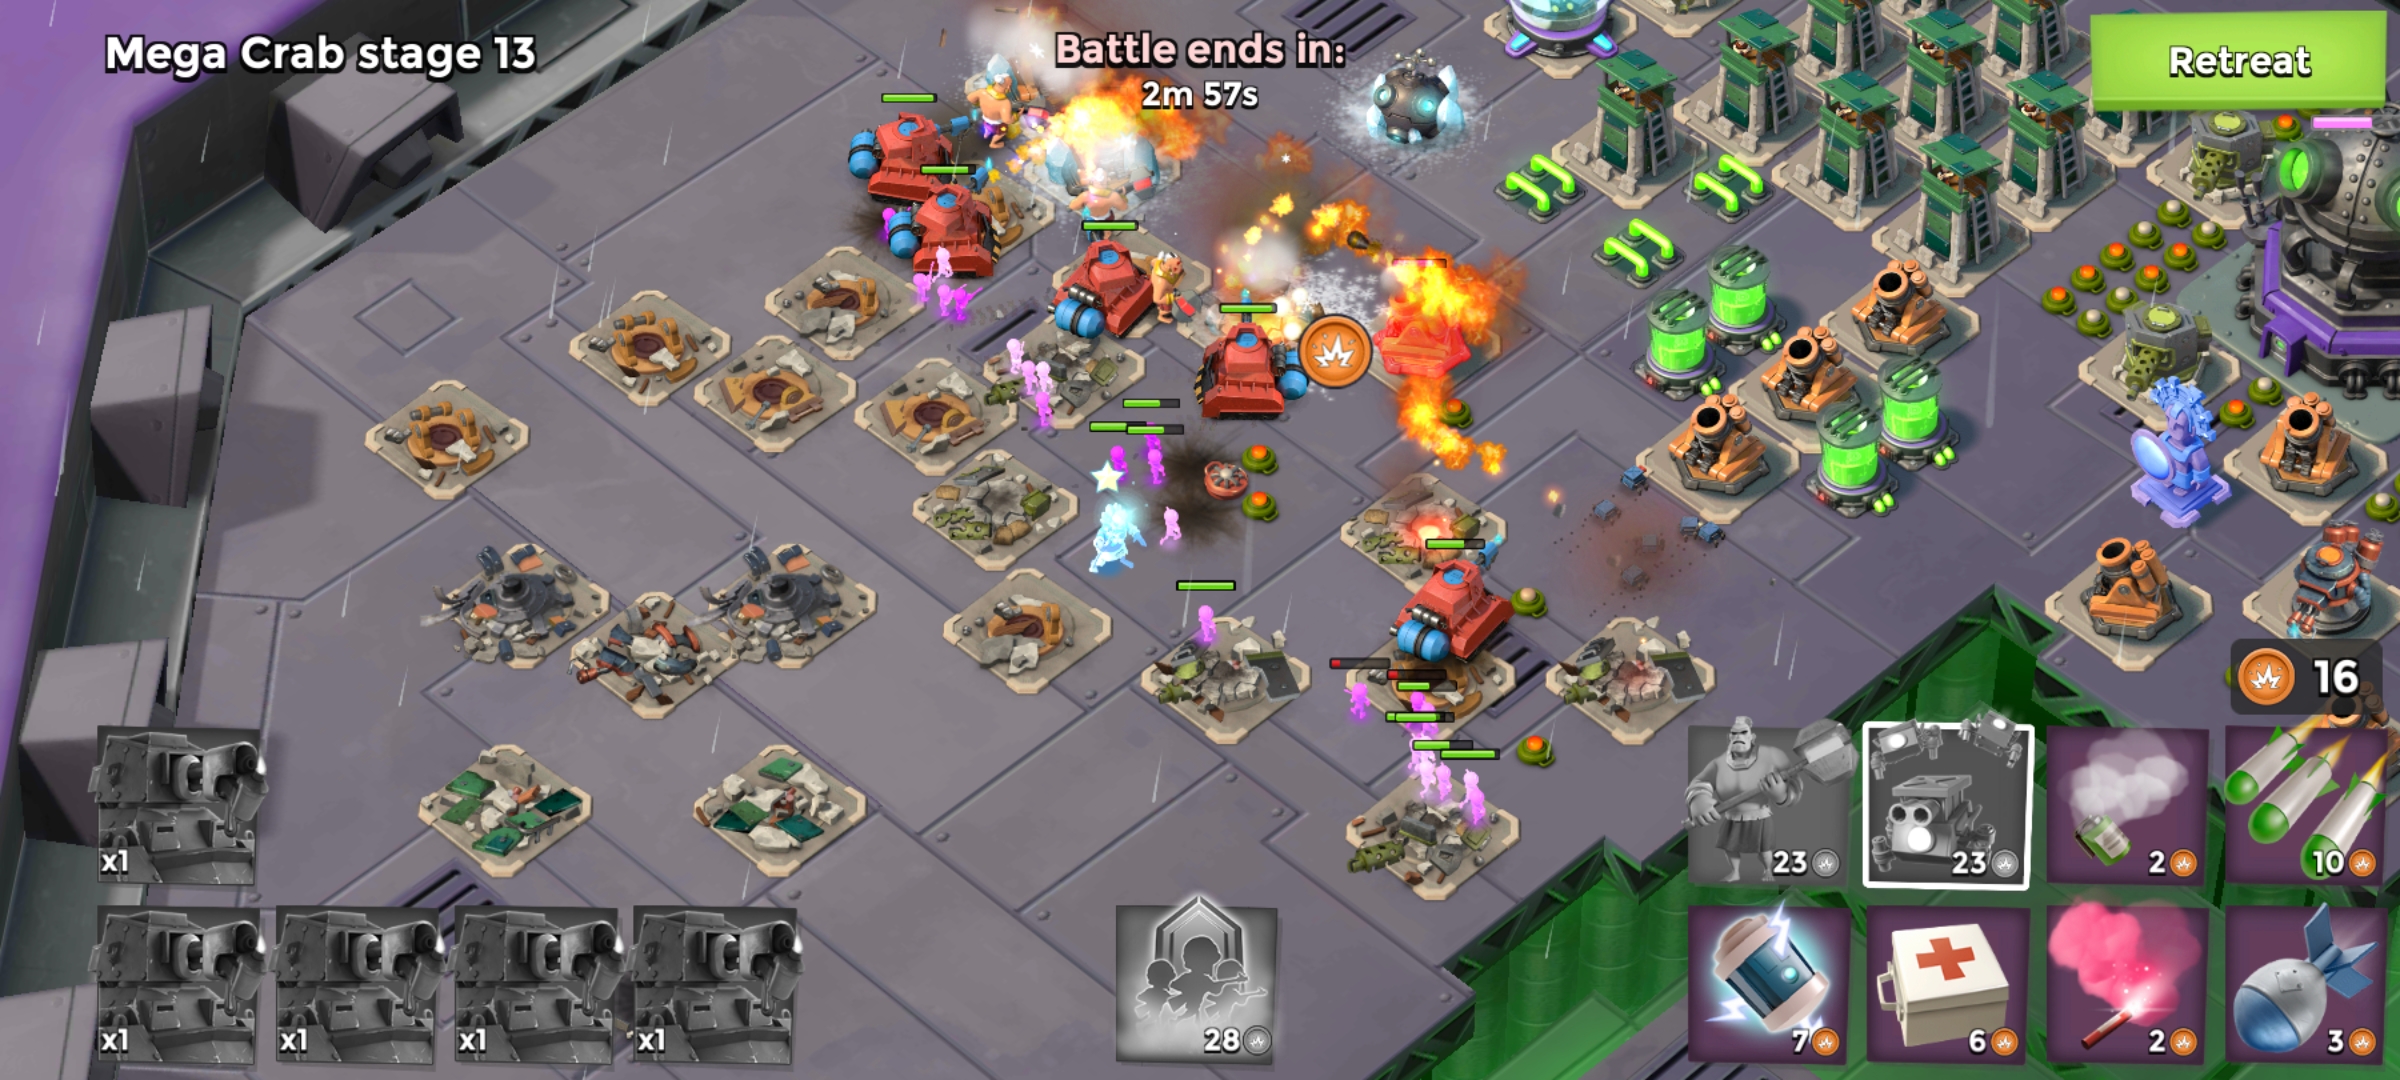 Mega Crab stage 13
Battle ends in:
2m 57s
Retreat
16
x1
23
23
2
10
x1
x1
x1
x1
28
7
6
2
3